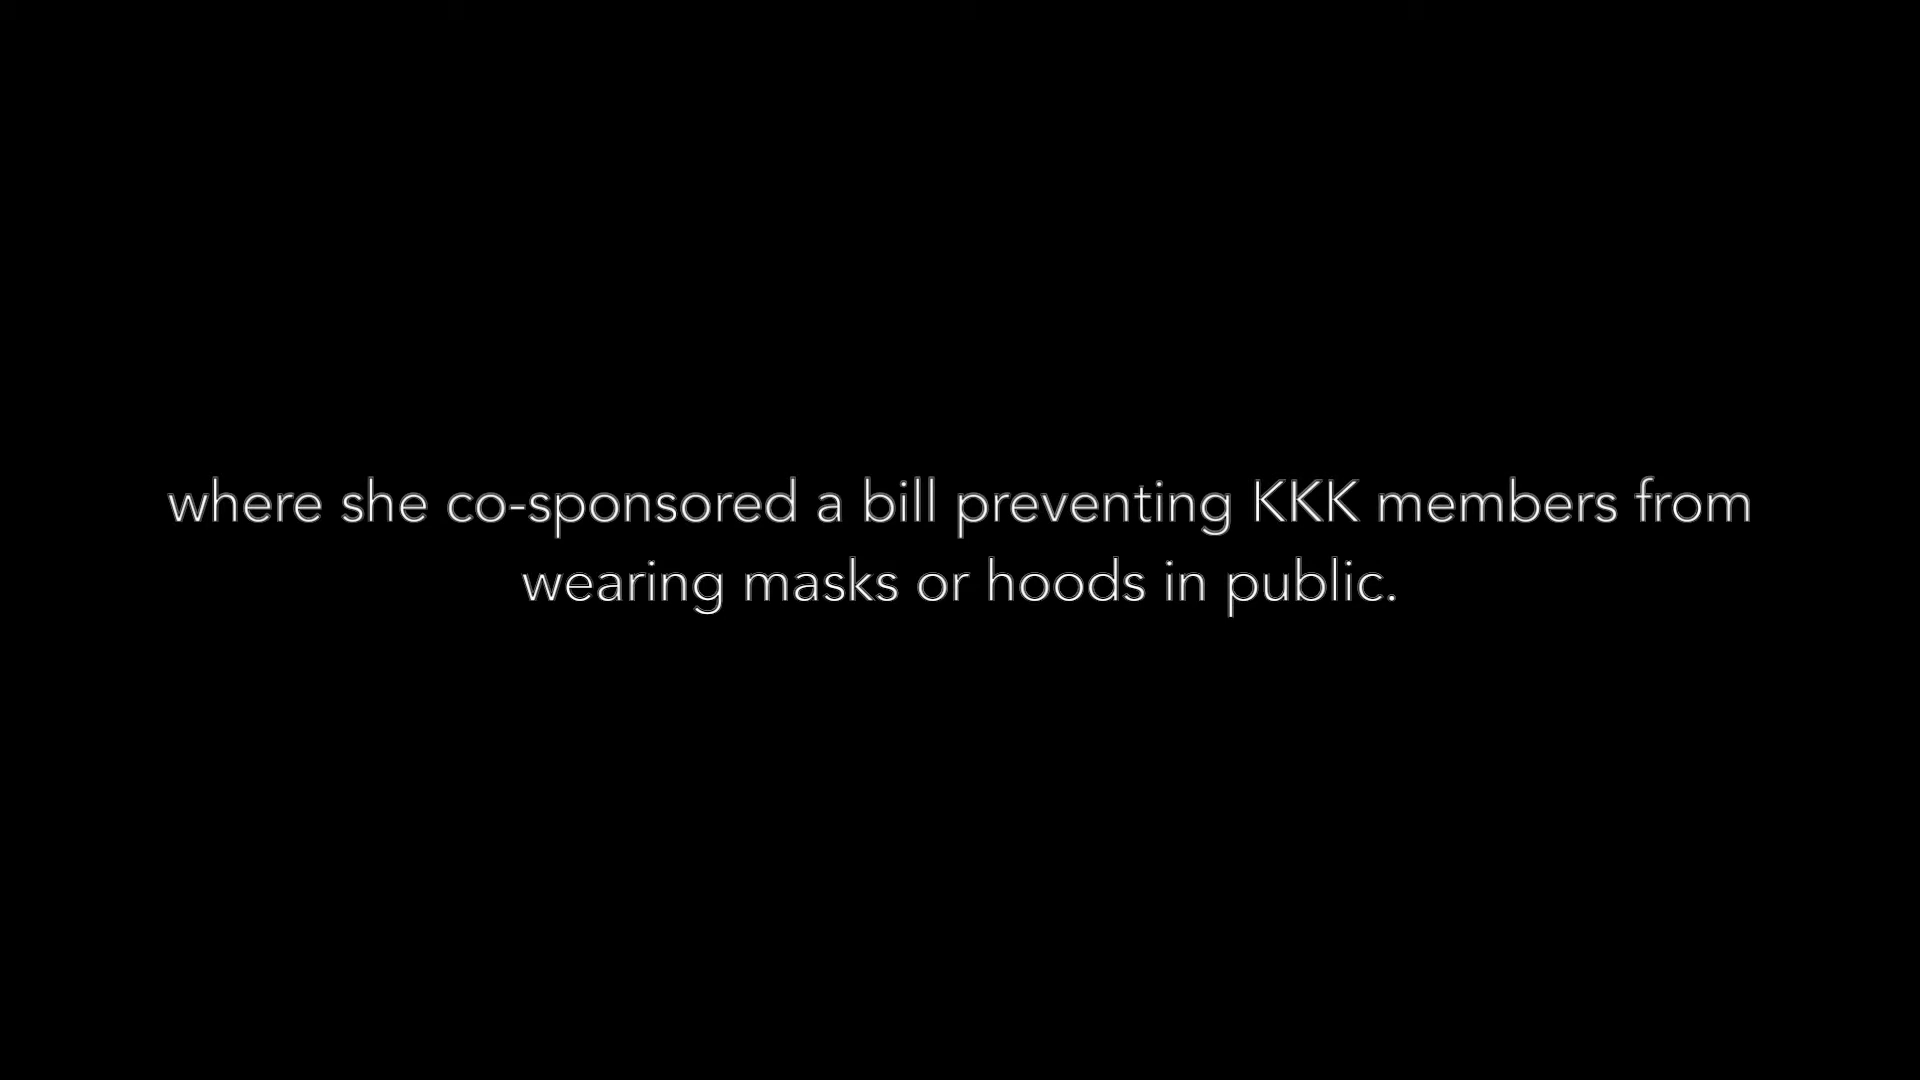 where she co-sponsored a bill preventing KKK members from
wearing masks or hoods in public.